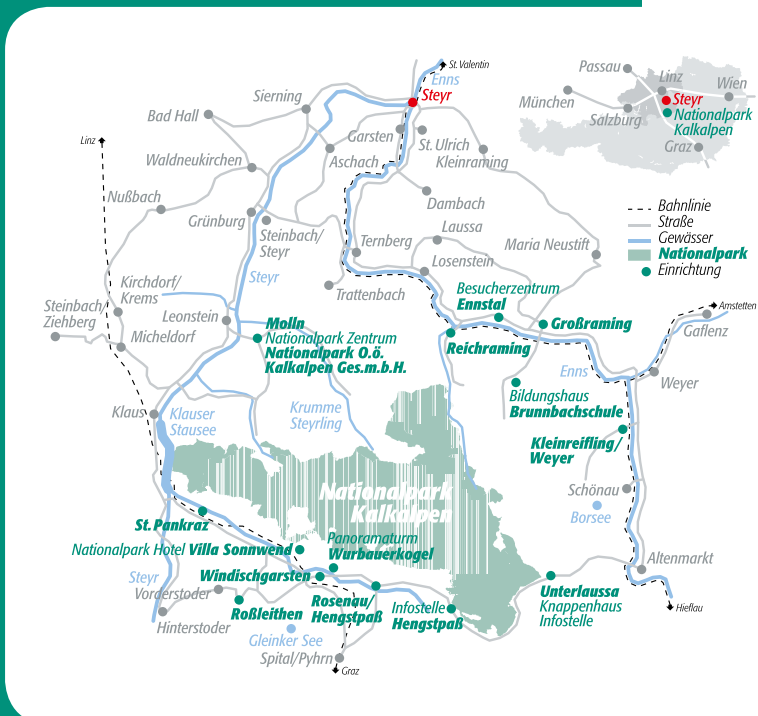 St. Valentin
Enns
Steyr
Sierning
Bad Hall
Linz
Garsten
St. Ulrich
Kleinraming
Aschach
Waldneukirchen
Dambach
Nußbach
Grünburg
Steinbach/
Steyr
Ternberg
Laussa
Losenstein
Maria Neustift
Steyr
Trattenbach
Kirchdorf/
Krems
Steinbach/
Ziehberg
Leonstein
Micheldorf
Molln
Nationalpark Zentrum
Nationalpark O.ö.
Kalkalpen Ges.m.b.H.
Besucherzentrum
Ennstal
Großraming
Reichraming
Amstetten
Gaflenz
Enns
Weyer
Bildungshaus
Brunnbachschule
Klaus
Klauser
Stausee
Krumme
Steyrling
Kleinreifling/
Weyer
Nationalpark
Kalkalpen
Schönau
Borsee
St. Pankraz
Panoramaturm
Wurbauerkogel
Nationalpark Hotel Villa Sonnwend
Windischgarsten
Steyr
Vorderstoder
Roßleithen
Rosenau/
Hengstpaß
Infostelle
Hengstpaß
Unterlaussa
Knappenhaus
Infostelle
Altenmarkt
Hieflau
Hinterstoder
Gleinker See
Spital/Pyhrn
Graz
Passau
Linz
Wien
München
Steyr
Salzburg
Nationalpark
Kalkalpen
Graz
Bahnlinie
Straße
Gewässer
Nationalpark
Einrichtung